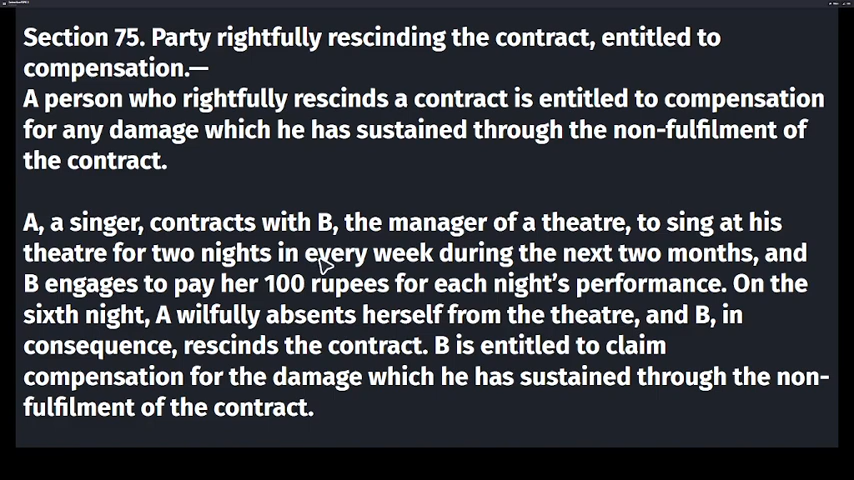 Section 75. Party rightfully rescinding the contract, entitled to
compensation.—
A person who rightfully rescinds a contract is entitled to compensation
for any damage which he has sustained through the non-fulfilment of
the contract.
A, a singer, contracts with B, the manager of a theatre, to sing at his
theatre for two nights in every week during the next two months, and
B engages to pay her 100 rupees for each night’s performance. On the
sixth night, A wilfully absents herself from the theatre, and B, in
consequence, rescinds the contract. B is entitled to claim
compensation for the damage which he has sustained through the non-
fulfilment of the contract.